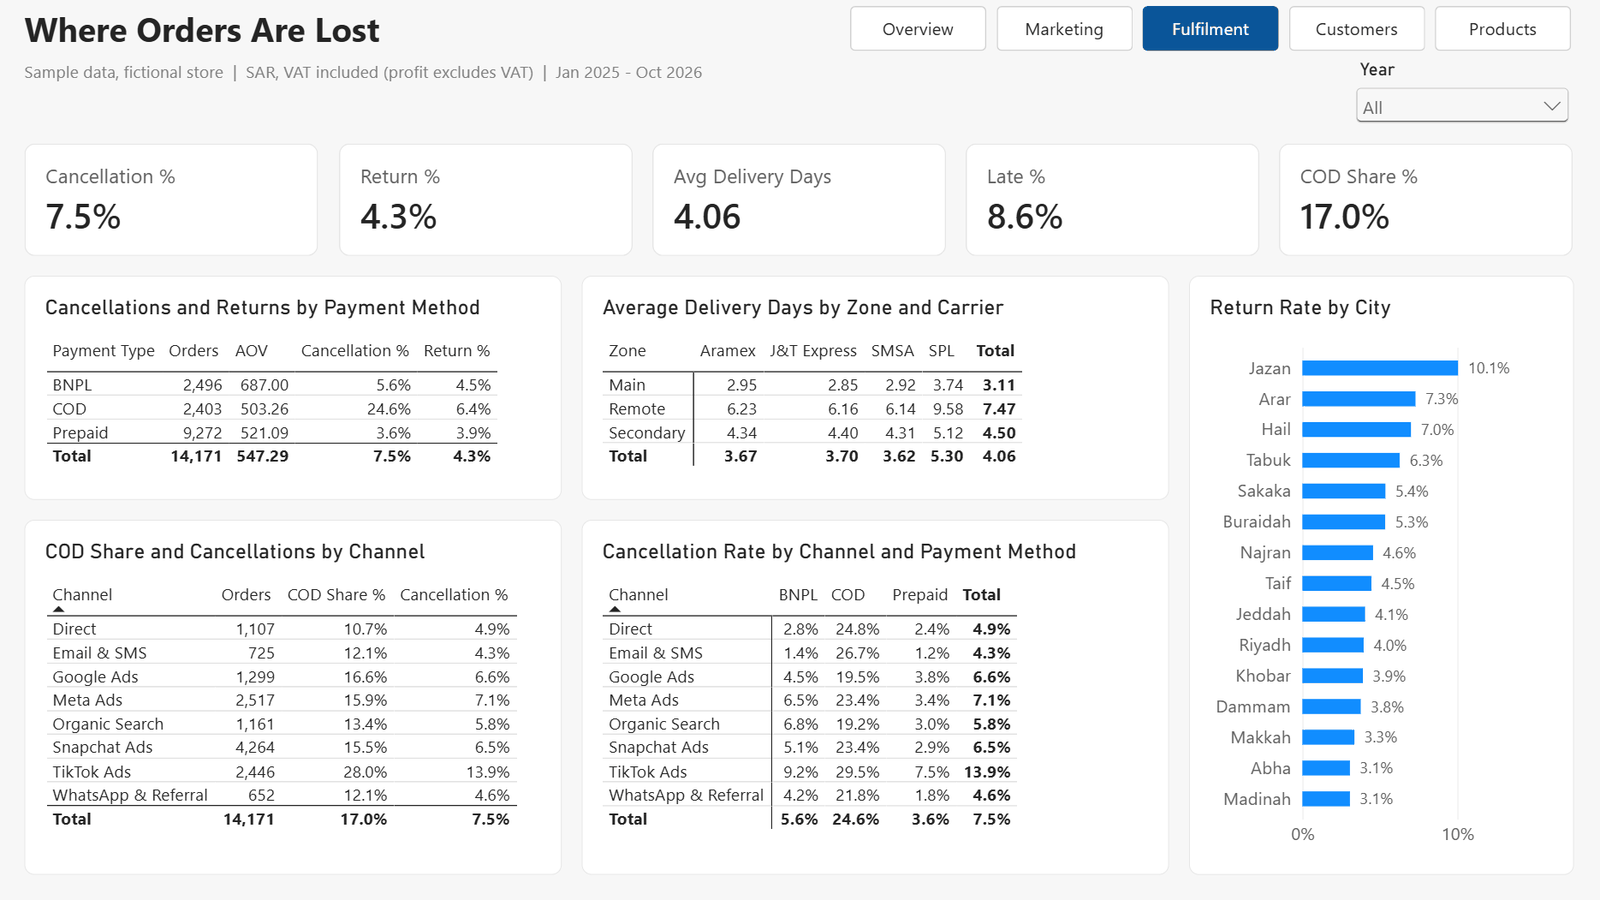 Where Orders Are Lost
Overview
Marketing
Fulfilment
Customers
Products
Sample data, fictional store | SAR, VAT included (profit excludes VAT) | Jan 2025 - Oct 2026
Year
All
Cancellation %
7.5%
Return %
4.3%
Avg Delivery Days
4.06
Late %
8.6%
COD Share %
17.0%
Cancellations and Returns by Payment Method
Payment Type Orders AOV Cancellation % Return %
BNPL 2,496 687.00 5.6% 4.5%
COD 2,403 503.26 24.6% 6.4%
Prepaid 9,272 521.09 3.6% 3.9%
Total 14,171 547.29 7.5% 4.3%
Average Delivery Days by Zone and Carrier
Zone Aramex J&T Express SMSA SPL Total
Main 2.95 2.85 2.92 3.74 3.11
Remote 6.23 6.16 6.14 9.58 7.47
Secondary 4.34 4.40 4.31 5.12 4.50
Total 3.67 3.70 3.62 5.30 4.06
Return Rate by City
Jazan 10.1%
Arar 7.3%
Hail 7.0%
Tabuk 6.3%
Sakaka 5.4%
Buraidah 5.3%
Najran 4.6%
Taif 4.5%
Jeddah 4.1%
Riyadh 4.0%
Khobar 3.9%
Dammam 3.8%
Makkah 3.3%
Abha 3.1%
Madinah 3.1%
0% 10%
COD Share and Cancellations by Channel
Channel Orders COD Share % Cancellation %
Direct 1,107 10.7% 4.9%
Email & SMS 725 12.1% 4.3%
Google Ads 1,299 16.6% 6.6%
Meta Ads 2,517 15.9% 7.1%
Organic Search 1,161 13.4% 5.8%
Snapchat Ads 4,264 15.5% 6.5%
TikTok Ads 2,446 28.0% 13.9%
WhatsApp & Referral 652 12.1% 4.6%
Total 14,171 17.0% 7.5%
Cancellation Rate by Channel and Payment Method
Channel BNPL COD Prepaid Total
Direct 2.8% 24.8% 2.4% 4.9%
Email & SMS 1.4% 26.7% 1.2% 4.3%
Google Ads 4.5% 19.5% 3.8% 6.6%
Meta Ads 6.5% 23.4% 3.4% 7.1%
Organic Search 6.8% 19.2% 3.0% 5.8%
Snapchat Ads 5.1% 23.4% 2.9% 6.5%
TikTok Ads 9.2% 29.5% 7.5% 13.9%
WhatsApp & Referral 4.2% 21.8% 1.8% 4.6%
Total 5.6% 24.6% 3.6% 7.5%